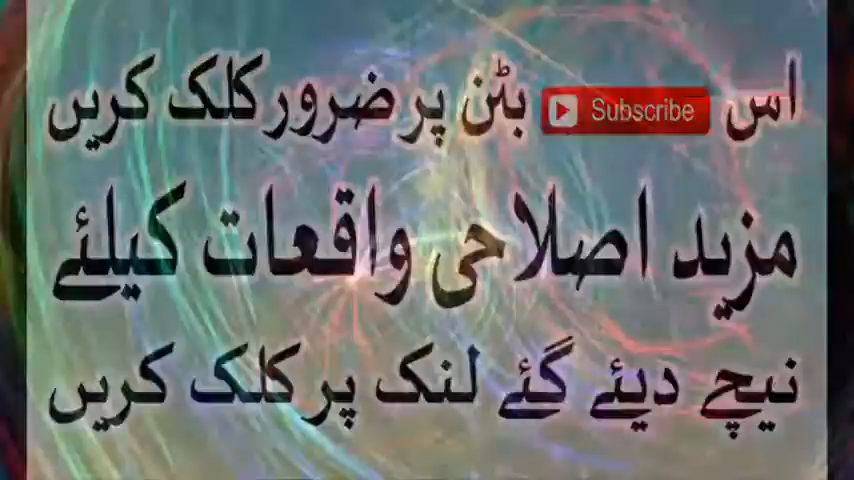 اس Subscribe بٹن پر ضرور کلک کریں
مزید اصلاحی واقعات کیلئے
نیچے دیئے گئے لنک پر کلک کریں